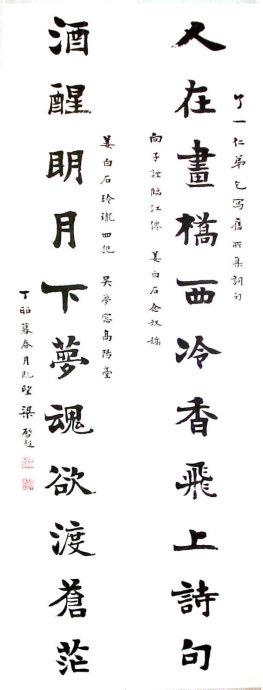 了一仁弟乞寫舊所集詞句
人在畫橋西冷香飛上詩句
向子諲臨江僊 姜白石念奴嬌
姜白石玲瓏四犯 吳夢窗高陽臺
酒醒明月下夢魂欲渡蒼茫
丁卯暮春月既望梁啓超